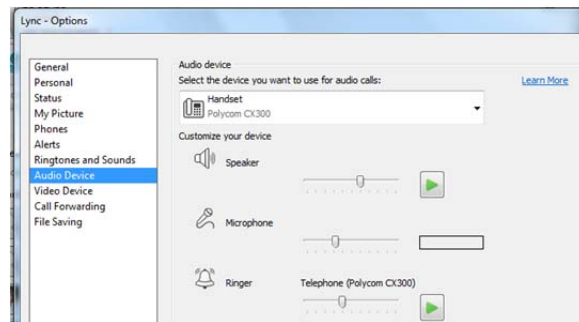 Lync - Options
General
Personal
Status
My Picture
Phones
Alerts
Ringtones and Sounds
Audio Device
Video Device
Call Forwarding
File Saving
Audio device
Select the device you want to use for audio calls:
Learn More
Handset
Polycom CX300
Customize your device
Speaker
Microphone
Ringer
Telephone (Polycom CX300)